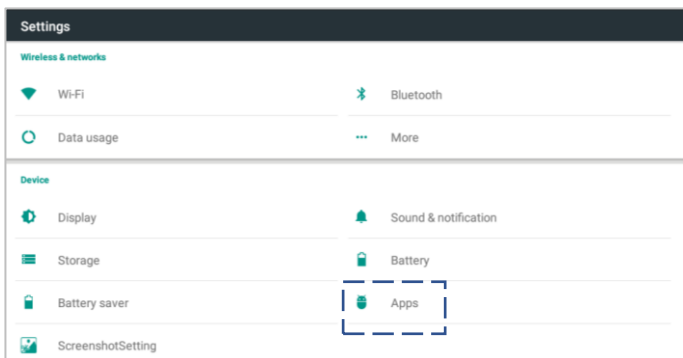 Settings
Wireless & networks
Wi-Fi
Bluetooth
Data usage
More
Device
Display
Sound & notification
Storage
Battery
Battery saver
Apps
ScreenshotSetting